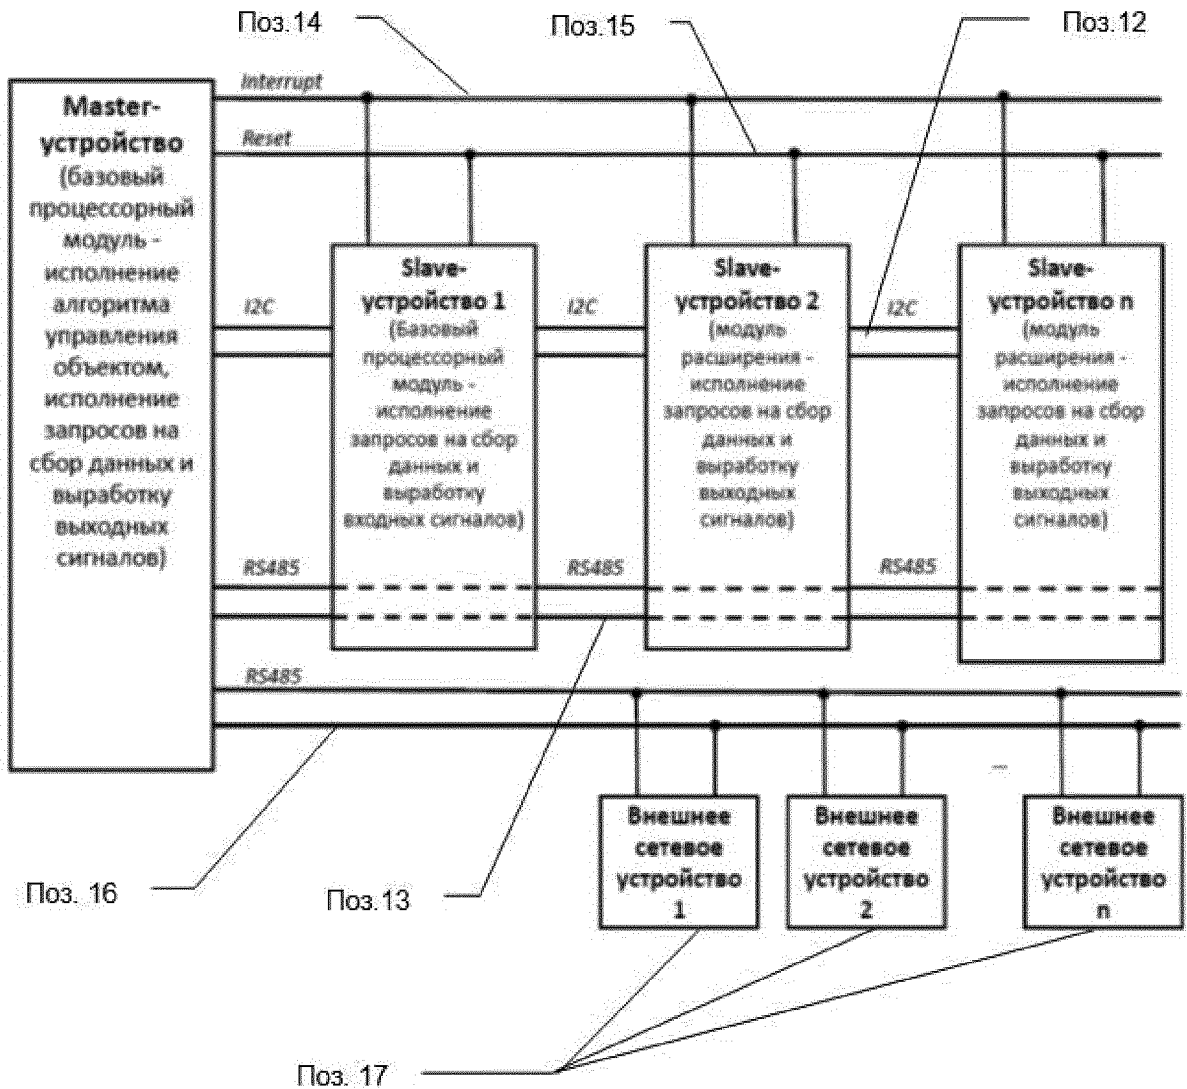 Поз.14
Поз.15
Поз.12
Interrupt
Reset
Master-
устройство
(базовый
процессорный
модуль -
исполнение
алгоритма
управления
объектом,
исполнение
запросов на
сбор данных и
выработку
выходных
сигналов)
I2C
I2C
I2C
Slave-
устройство 1
(Базовый
процессорный
модуль -
исполнение
запросов на сбор
данных и
выработку
входных сигналов)
Slave-
устройство 2
(модуль
расширения -
исполнение
запросов на сбор
данных и
выработку
выходных
сигналов)
Slave-
устройство n
(модуль
расширения -
исполнение
запросов на сбор
данных и
выработку
выходных
сигналов)
RS485
RS485
RS485
RS485
Внешнее
сетевое
устройство
1
Внешнее
сетевое
устройство
2
Внешнее
сетевое
устройство
n
Поз. 16
Поз.13
Поз. 17